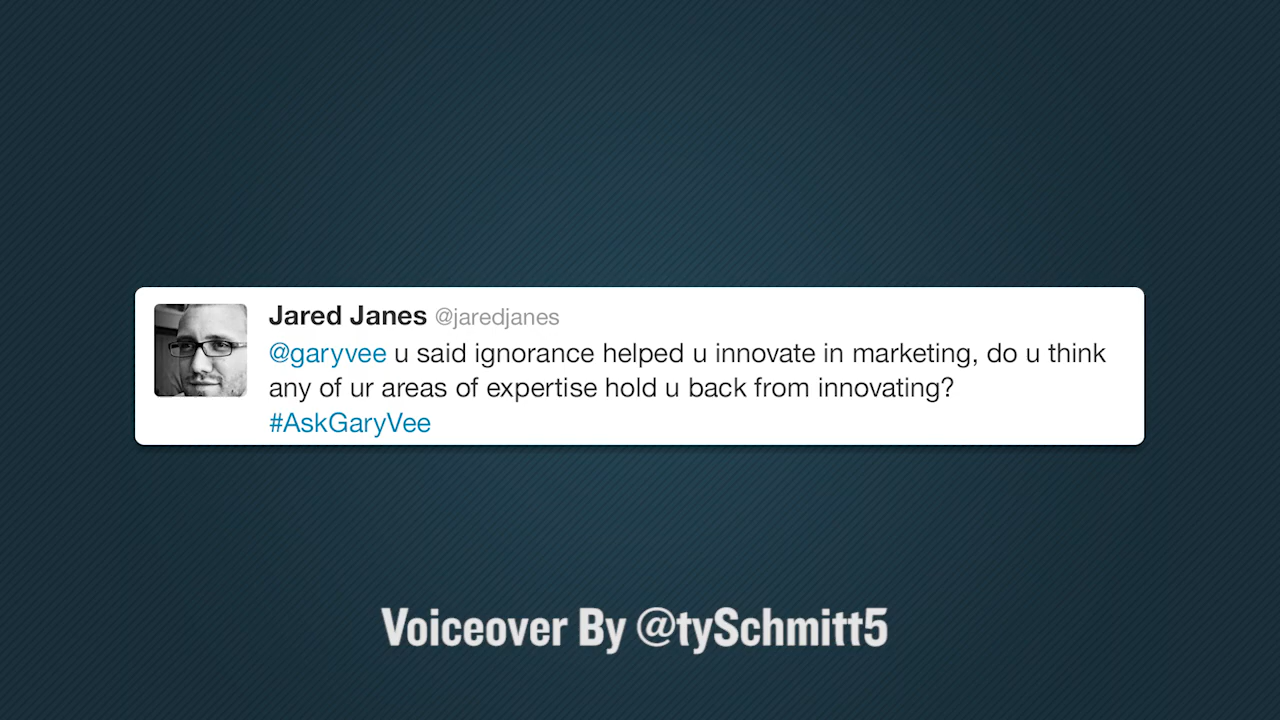 Jared Janes @jaredjanes
@garyvee u said ignorance helped u innovate in marketing, do u think
any of ur areas of expertise hold u back from innovating?
#AskGaryVee
Voiceover By @tySchmitt5